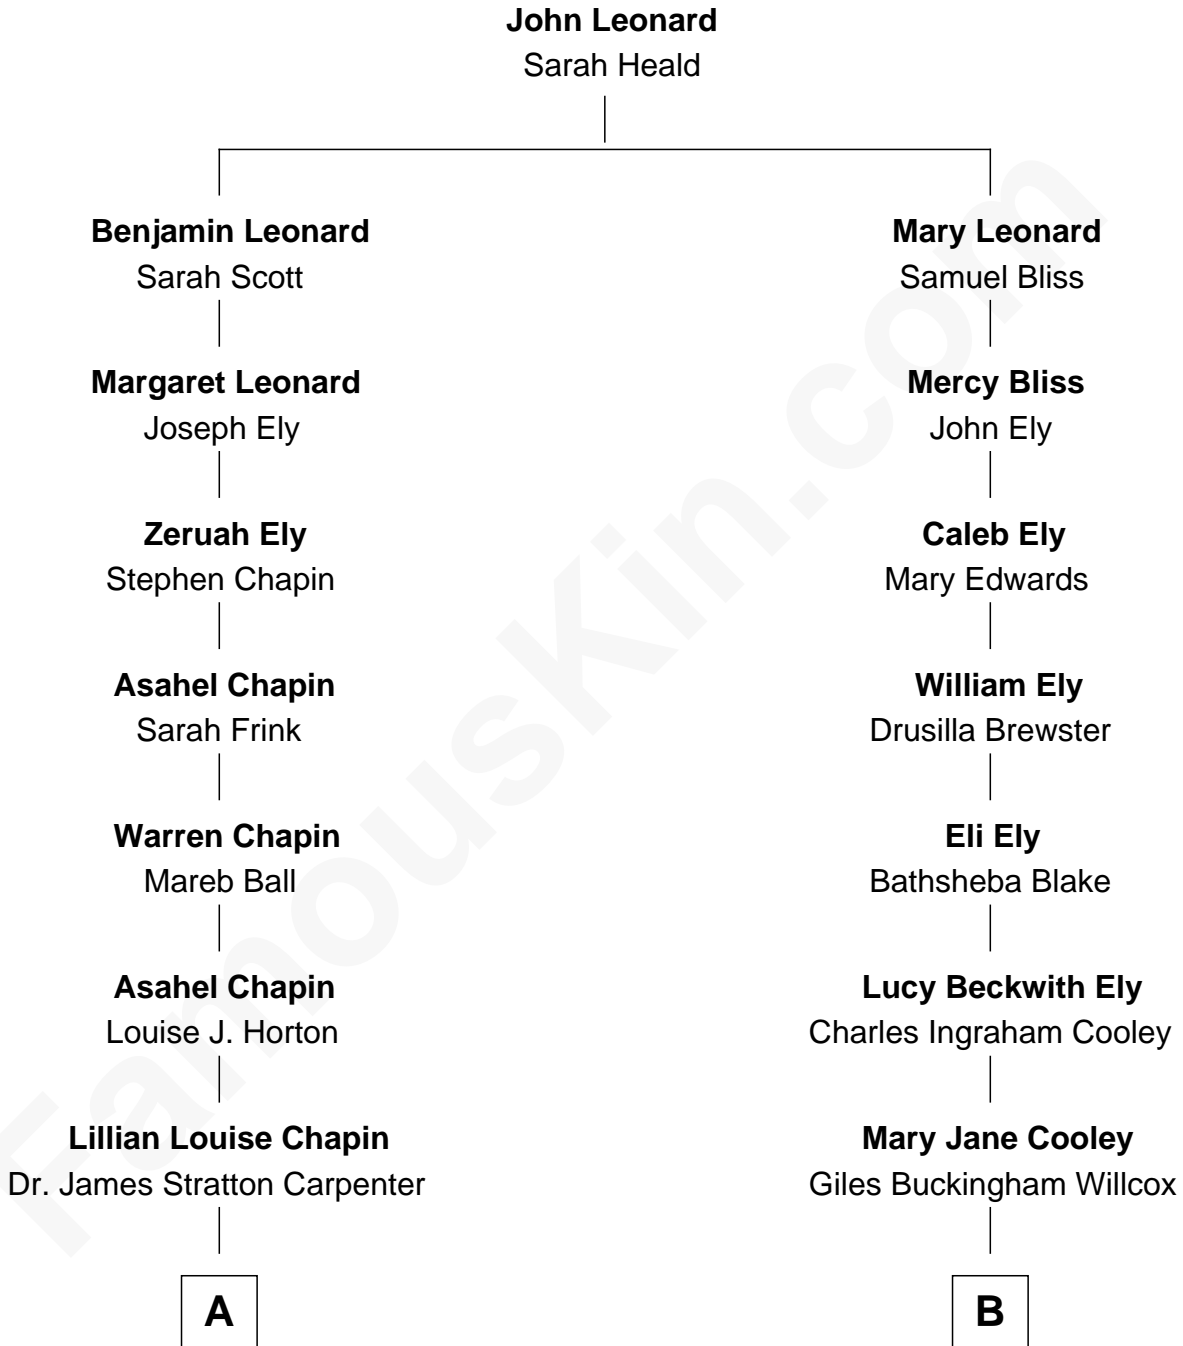 John Leonard
Sarah Heald
Benjamin Leonard
Sarah Scott
Margaret Leonard
Joseph Ely
Zeruah Ely
Stephen Chapin
Asahel Chapin
Sarah Frink
Warren Chapin
Mareb Ball
Asahel Chapin
Louise J. Horton
Lillian Louise Chapin
Dr. James Stratton Carpenter
A
Mary Leonard
Samuel Bliss
Mercy Bliss
John Ely
Caleb Ely
Mary Edwards
William Ely
Drusilla Brewster
Eli Ely
Bathsheba Blake
Lucy Beckwith Ely
Charles Ingraham Cooley
Mary Jane Cooley
Giles Buckingham Willcox
B
FamousKin.com